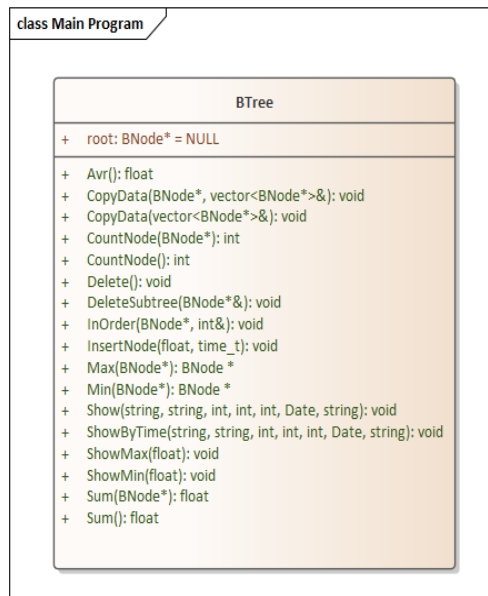 class Main Program
BTree
+ root: BNode* = NULL
+ Avr(): float
+ CopyData(BNode*, vector<BNode*>&): void
+ CopyData(vector<BNode*>&): void
+ CountNode(BNode*): int
+ CountNode(): int
+ Delete(): void
+ DeleteSubtree(BNode*&): void
+ InOrder(BNode*, int&): void
+ InsertNode(float, time_t): void
+ Max(BNode*): BNode *
+ Min(BNode*): BNode *
+ Show(string, string, int, int, int, Date, string): void
+ ShowByTime(string, string, int, int, int, Date, string): void
+ ShowMax(float): void
+ ShowMin(float): void
+ Sum(BNode*): float
+ Sum(): float